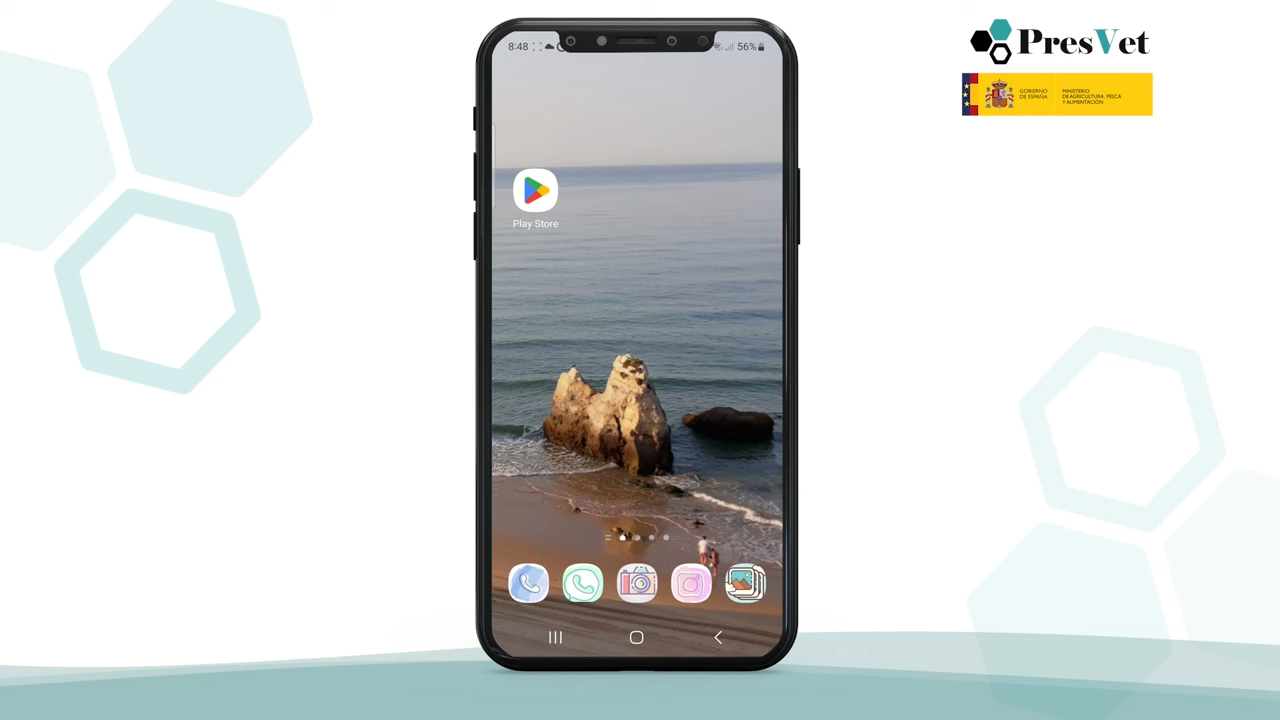 8:48
56%
PresVet
GOBIERNO DE ESPAÑA
MINISTERIO DE AGRICULTURA, PESCA Y ALIMENTACIÓN
Play Store